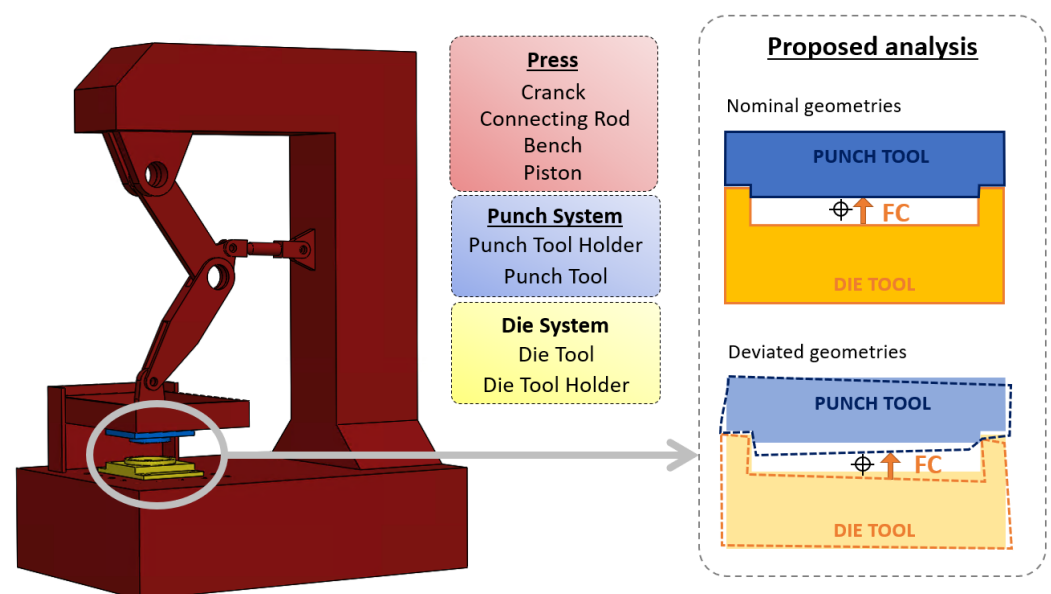 Press
Cranck
Connecting Rod
Bench
Piston
Punch System
Punch Tool Holder
Punch Tool
Die System
Die Tool
Die Tool Holder
Proposed analysis
Nominal geometries
PUNCH TOOL
FC
DIE TOOL
Deviated geometries
PUNCH TOOL
FC
DIE TOOL